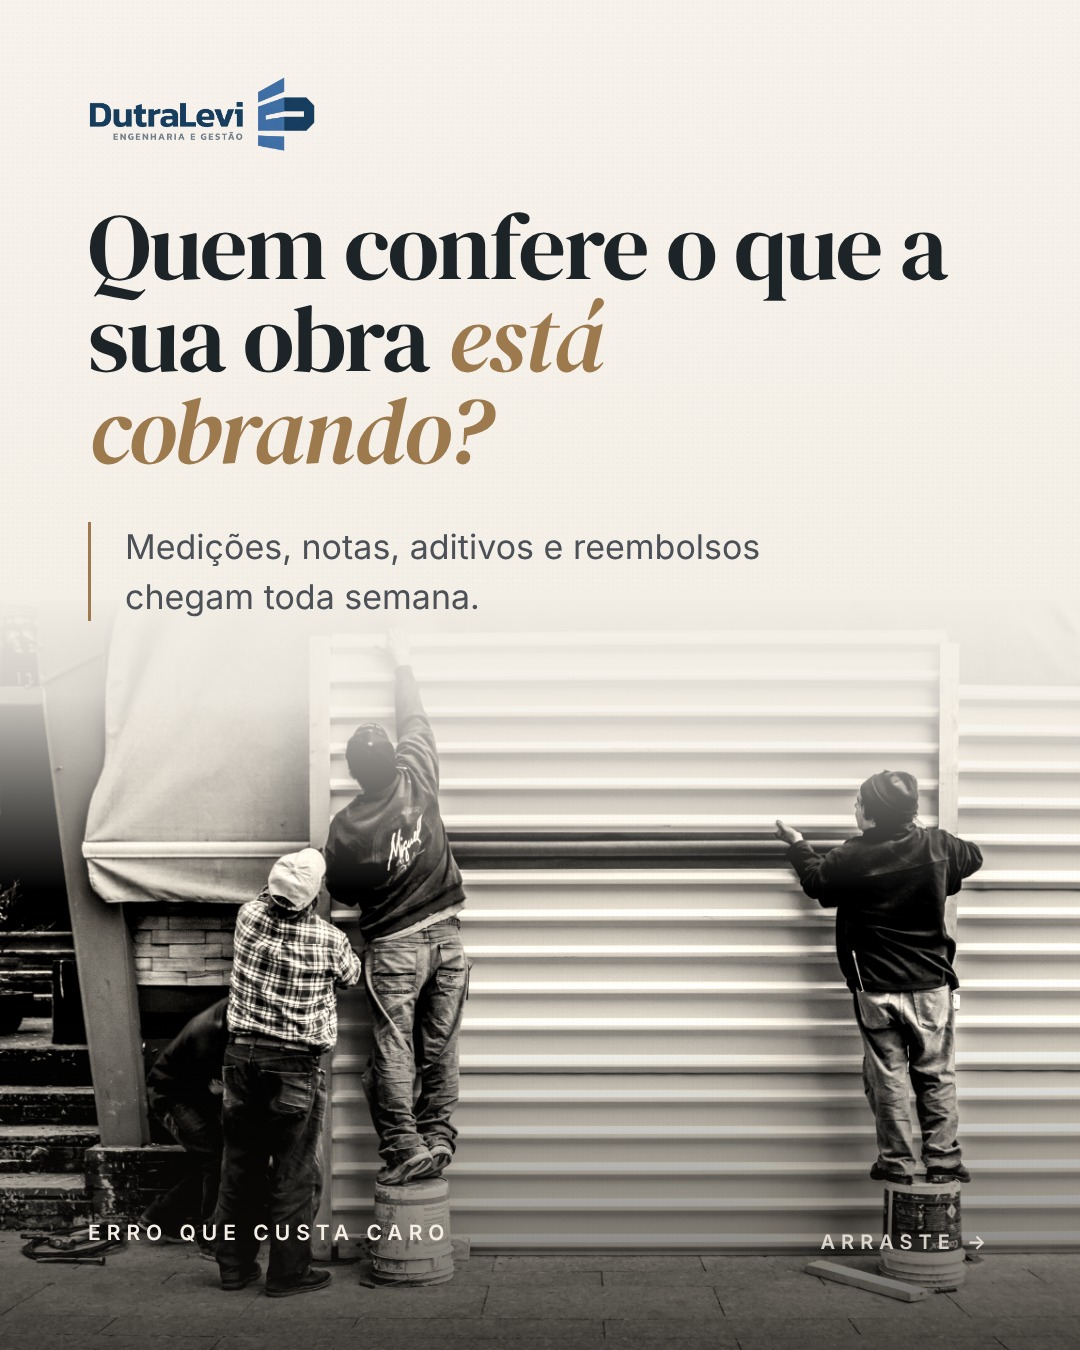 DutraLevi
ENGENHARIA E GESTÃO
Quem confere o que a
sua obra está
cobrando?
Medições, notas, aditivos e reembolsos
chegam toda semana.
Miguel
ERRO QUE CUSTA CARO
ARRASTE →